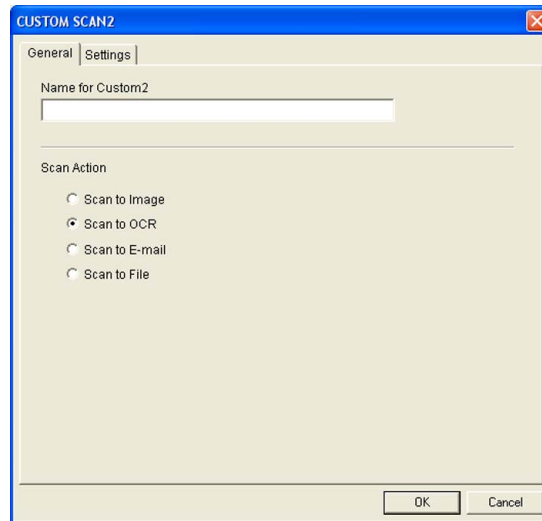 CUSTOM SCAN2
General Settings
Name for Custom2
Scan Action
Scan to Image
Scan to OCR
Scan to E-mail
Scan to File
OK Cancel